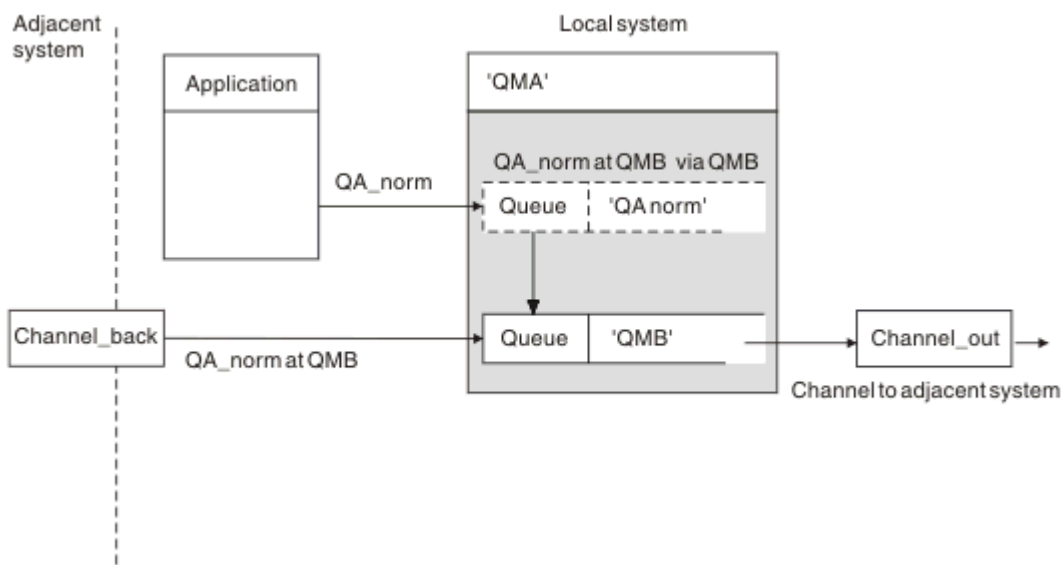 Adjacent
system
Local system
Application
'QMA'
QA_norm at QMB via QMB
QA_norm
Queue
'QA norm'
Channel_back
QA_norm at QMB
Queue
'QMB'
Channel_out
Channel to adjacent system